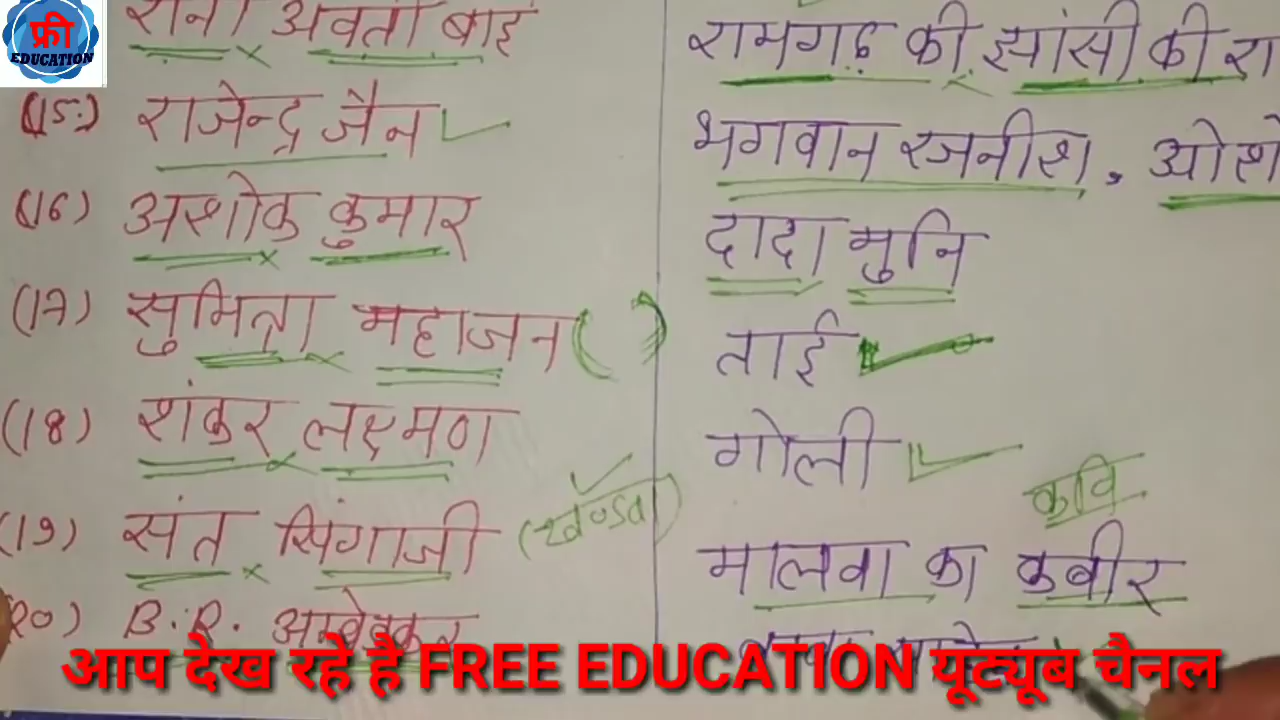 फ्री
EDUCATION
रानी अवंती बाई रामगढ़ की झांसी की रा
(15.) राजेन्द्र जैन भगवान रजनीश, ओशो
(16) अशोक कुमार दादा मुनि
(17) सुमित्रा महाजन ( ) ताई
(18) शंकर लक्ष्मण गोली
कवि
(19) संत सिंगाजी (खण्डवा) मालवा का कबीर
20) B.R. अम्बेडकर
आप देख रहे है FREE EDUCATION यूट्यूब चैनल